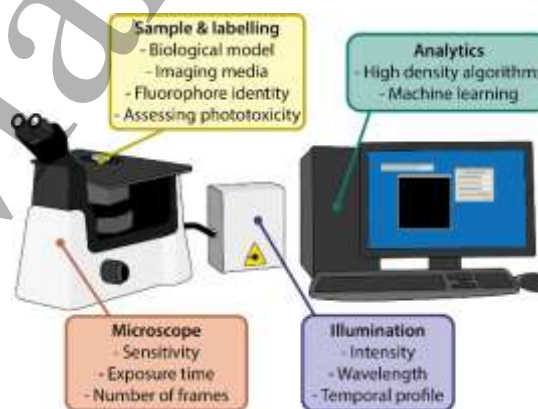 Sample & labelling
- Biological model
- Imaging media
- Fluorophore identity
- Assessing phototoxicity
Analytics
- High density algorithms
- Machine learning
Microscope
- Sensitivity
- Exposure time
- Number of frames
Illumination
- Intensity
- Wavelength
- Temporal profile